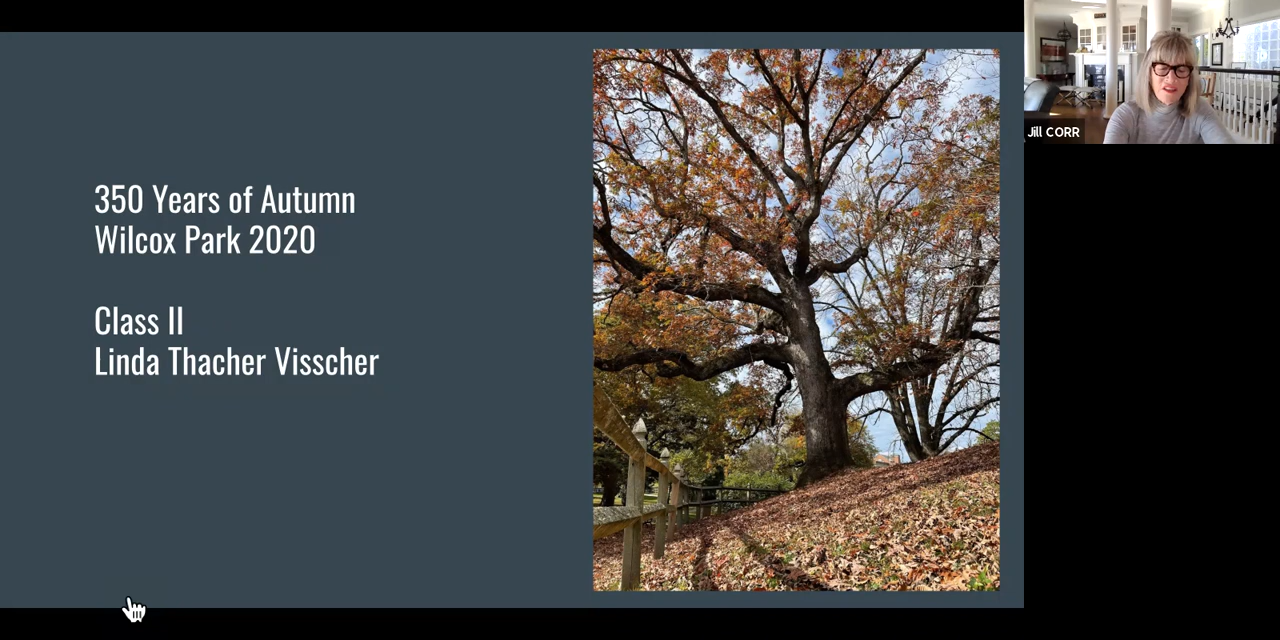 350 Years of Autumn
Wilcox Park 2020
Class II
Linda Thacher Visscher
Jill CORR